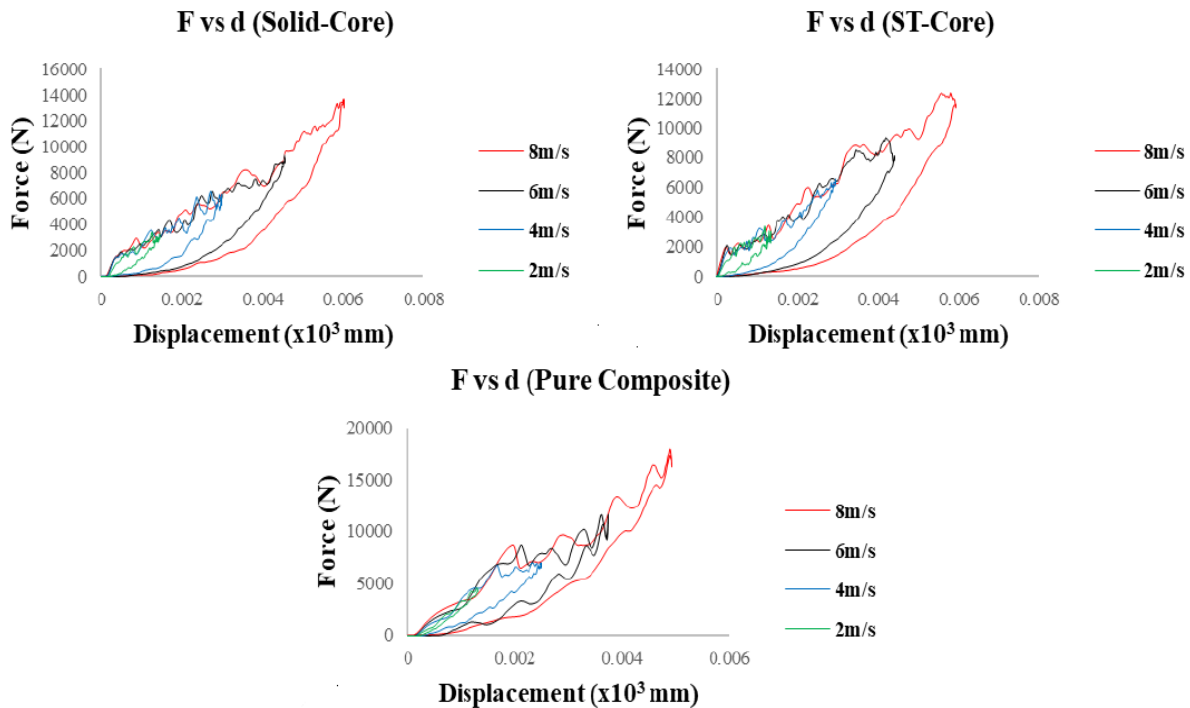 F vs d (Solid-Core)
16000
14000
12000
10000
8000
6000
4000
2000
0
Force (N)
0 0.002 0.004 0.006 0.008
Displacement (x10³ mm)
8m/s
6m/s
4m/s
2m/s
F vs d (ST-Core)
14000
12000
10000
8000
6000
4000
2000
0
Force (N)
0 0.002 0.004 0.006 0.008
Displacement (x10³ mm)
8m/s
6m/s
4m/s
2m/s
F vs d (Pure Composite)
20000
15000
10000
5000
0
Force (N)
0 0.002 0.004 0.006
Displacement (x10³ mm)
8m/s
6m/s
4m/s
2m/s